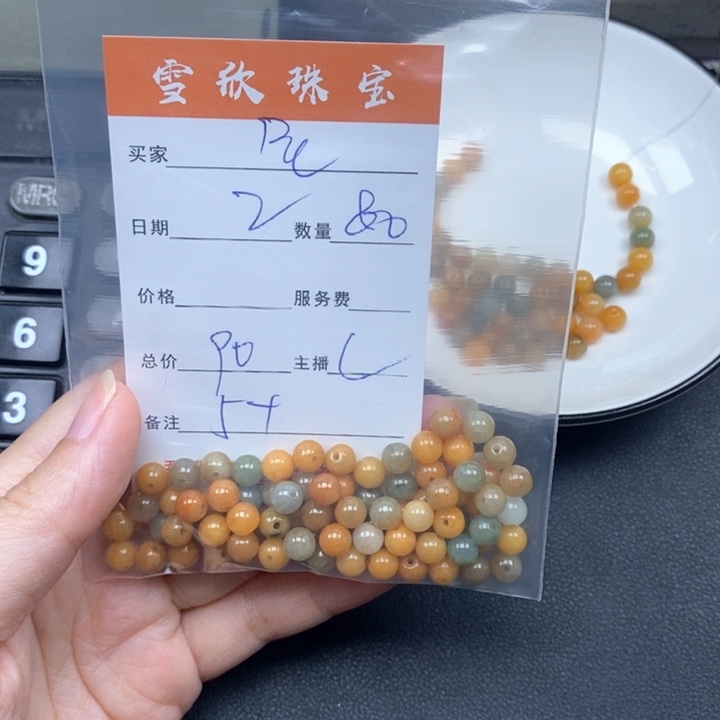 雪欣珠宝
买家
日期 2 数量 80
价格 服务费
总价 90 主播 L
备注 54
MRC
9
6
3